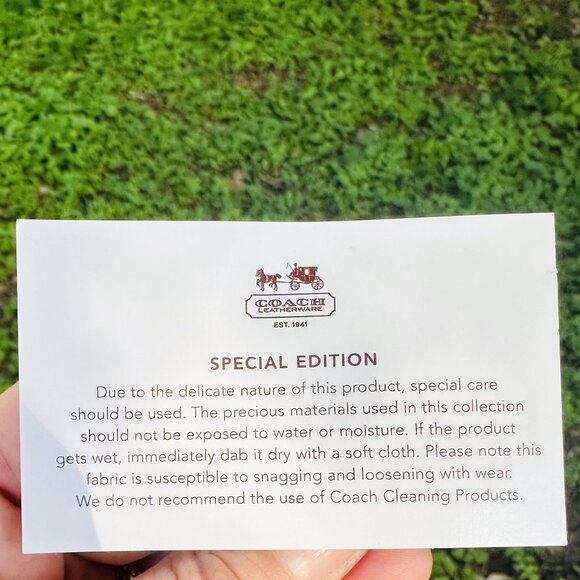 COACH
LEATHERWARE
EST. 1941
SPECIAL EDITION
Due to the delicate nature of this product, special care
should be used. The precious materials used in this collection
should not be exposed to water or moisture. If the product
gets wet, immediately dab it dry with a soft cloth. Please note this
fabric is susceptible to snagging and loosening with wear.
We do not recommend the use of Coach Cleaning Products.